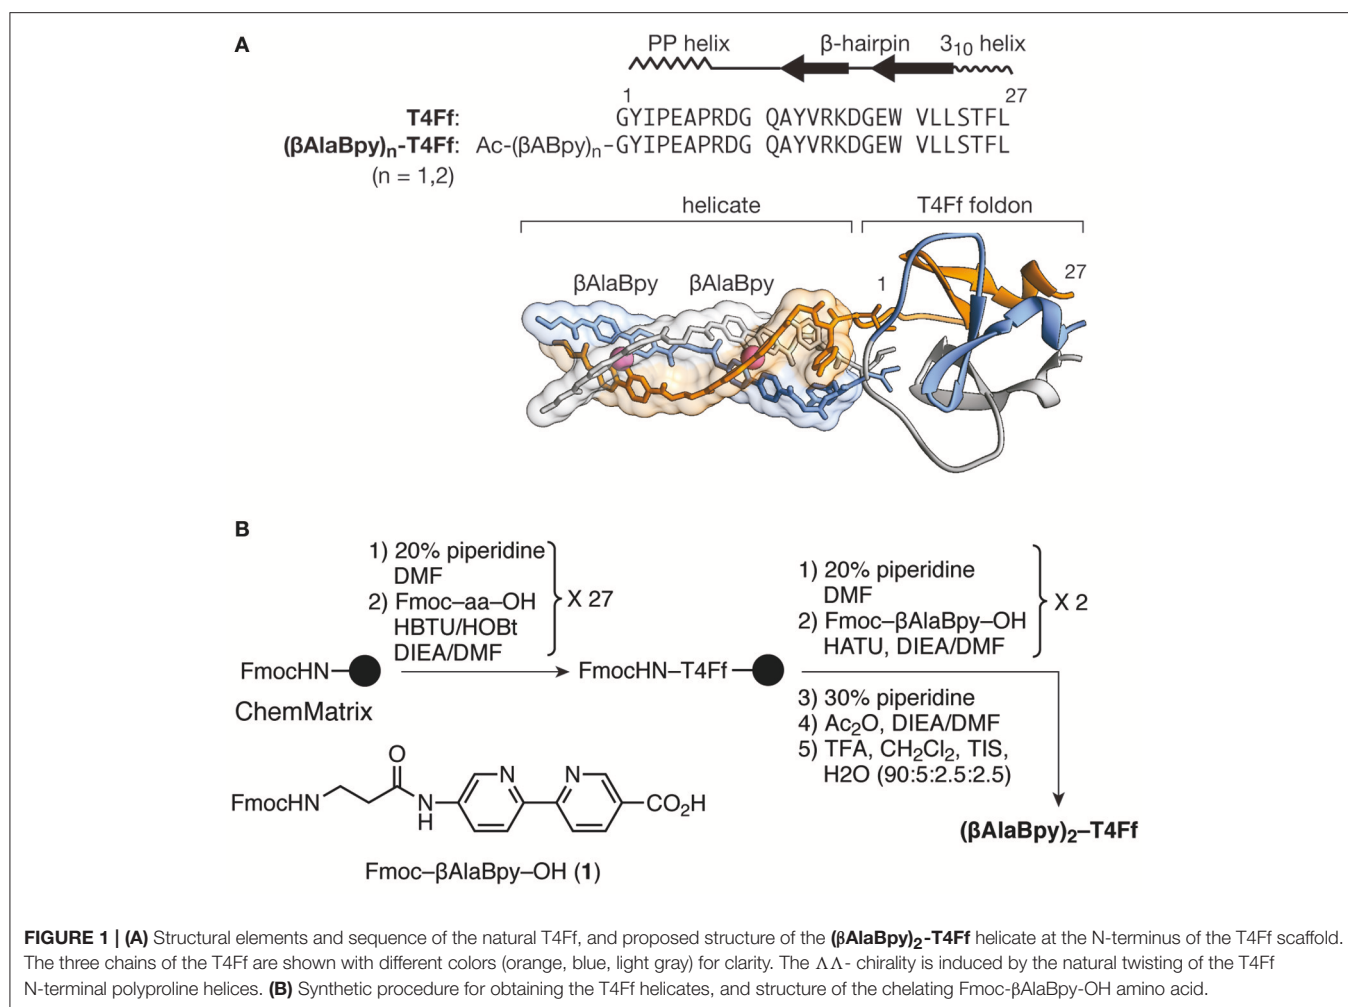 A
PP helix β-hairpin 3₁₀ helix
1 27
T4Ff: GYIPEAPRDG QAYVRKDGEW VLLSTFL
(βAlaBpy)n-T4Ff: Ac-(βABpy)n-GYIPEAPRDG QAYVRKDGEW VLLSTFL
(n = 1,2)
helicate T4Ff foldon
βAlaBpy βAlaBpy 1 27
B
1) 20% piperidine
DMF
2) Fmoc–aa–OH
HBTU/HOBt
DIEA/DMF
X 27
1) 20% piperidine
DMF
2) Fmoc–βAlaBpy–OH
HATU, DIEA/DMF
X 2
FmocHN
ChemMatrix
FmocHN–T4Ff
3) 30% piperidine
4) Ac₂O, DIEA/DMF
5) TFA, CH₂Cl₂, TIS,
H2O (90:5:2.5:2.5)
(βAlaBpy)₂–T4Ff
O
FmocHN
N
H
N
N
CO₂H
Fmoc–βAlaBpy–OH (1)
FIGURE 1 | (A) Structural elements and sequence of the natural T4Ff, and proposed structure of the (βAlaBpy)₂-T4Ff helicate at the N-terminus of the T4Ff scaffold.
The three chains of the T4Ff are shown with different colors (orange, blue, light gray) for clarity. The ΛΛ- chirality is induced by the natural twisting of the T4Ff
N-terminal polyproline helices. (B) Synthetic procedure for obtaining the T4Ff helicates, and structure of the chelating Fmoc-βAlaBpy-OH amino acid.